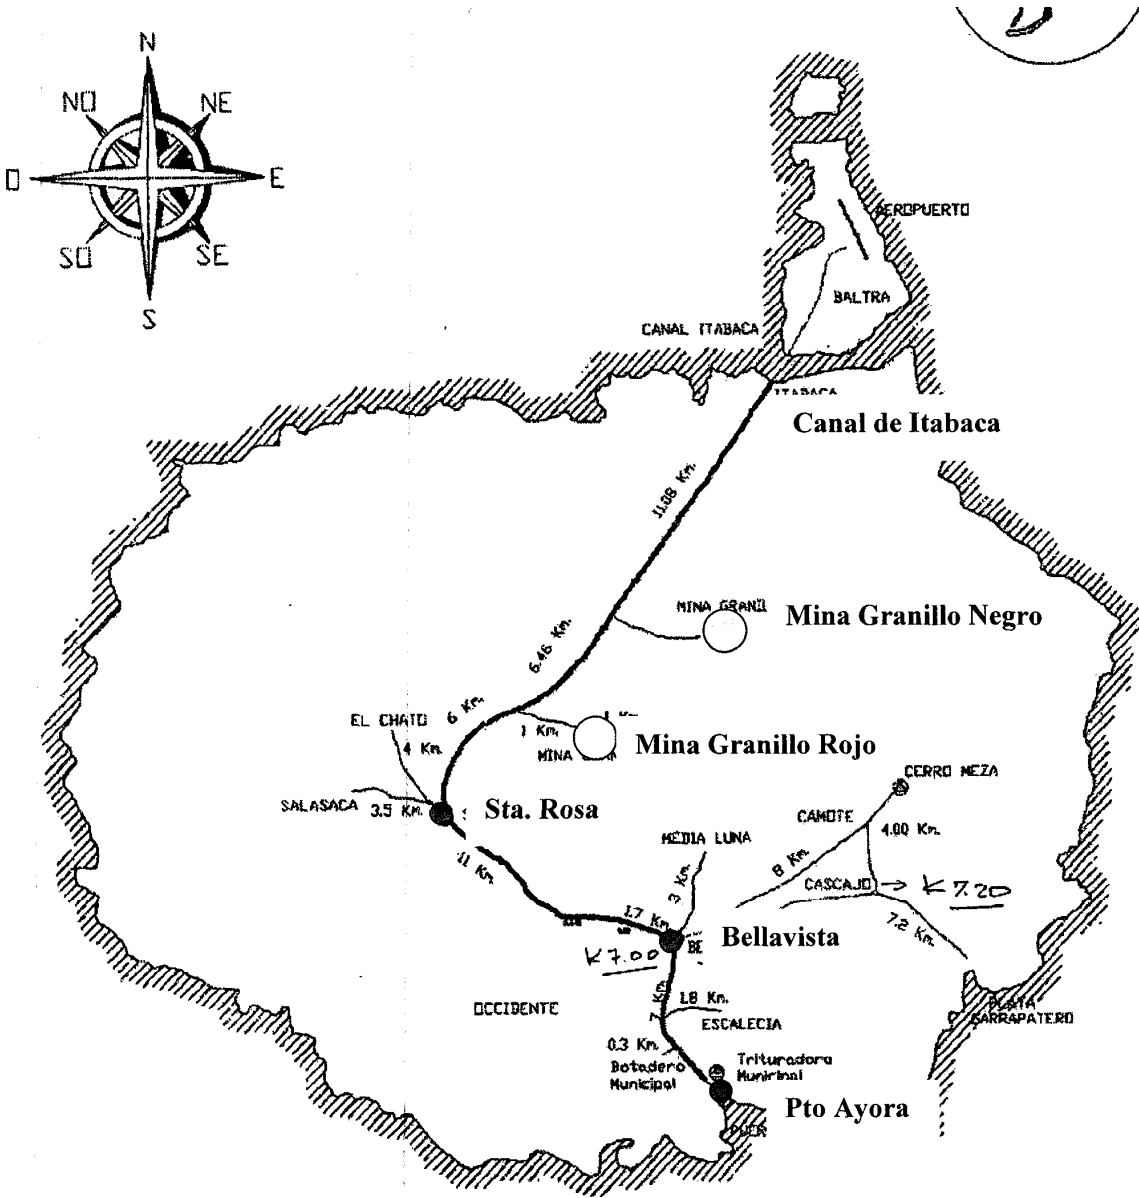 N
NO
NE
O
E
SO
SE
S
AEROPUERTO
BALTRA
CANAL ITABACA
ITABACA
Canal de Itabaca
11.08 Km.
MINA GRANIL
Mina Granillo Negro
6.46 Km.
6 Km.
EL CHATO
4 Km.
1 Km.
MINA
Mina Granillo Rojo
SALASACA
3.5 Km.
Sta. Rosa
CERRO MEZA
CAMOTE
4.00 Km.
MEDIA LUNA
8 Km.
11 Km.
3 Km.
CASCAJO → K 7.20
1.7 Km
7.2 Km.
BE
Bellavista
K 7.00
7 Km.
1.8 Km.
OCCIDENTE
ESCALECIA
PLAYA
GARRAPATERO
0.3 Km.
Botadero
Municipal
Trituradora
Municipal
Pto Ayora
PUER